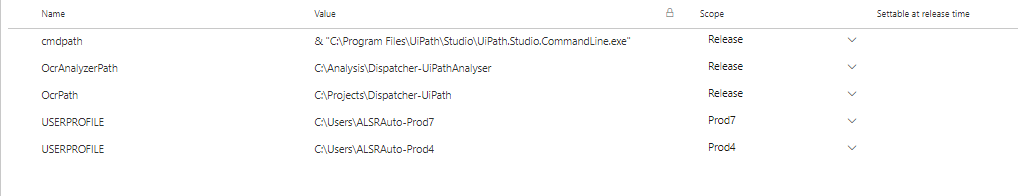 Name Value Scope Settable at release time
cmdpath & "C:\Program Files\UiPath\Studio\UiPath.Studio.CommandLine.exe" Release
OcrAnalyzerPath C:\Analysis\Dispatcher-UiPathAnalyser Release
OcrPath C:\Projects\Dispatcher-UiPath Release
USERPROFILE C:\Users\ALSRAuto-Prod7 Prod7
USERPROFILE C:\Users\ALSRAuto-Prod4 Prod4